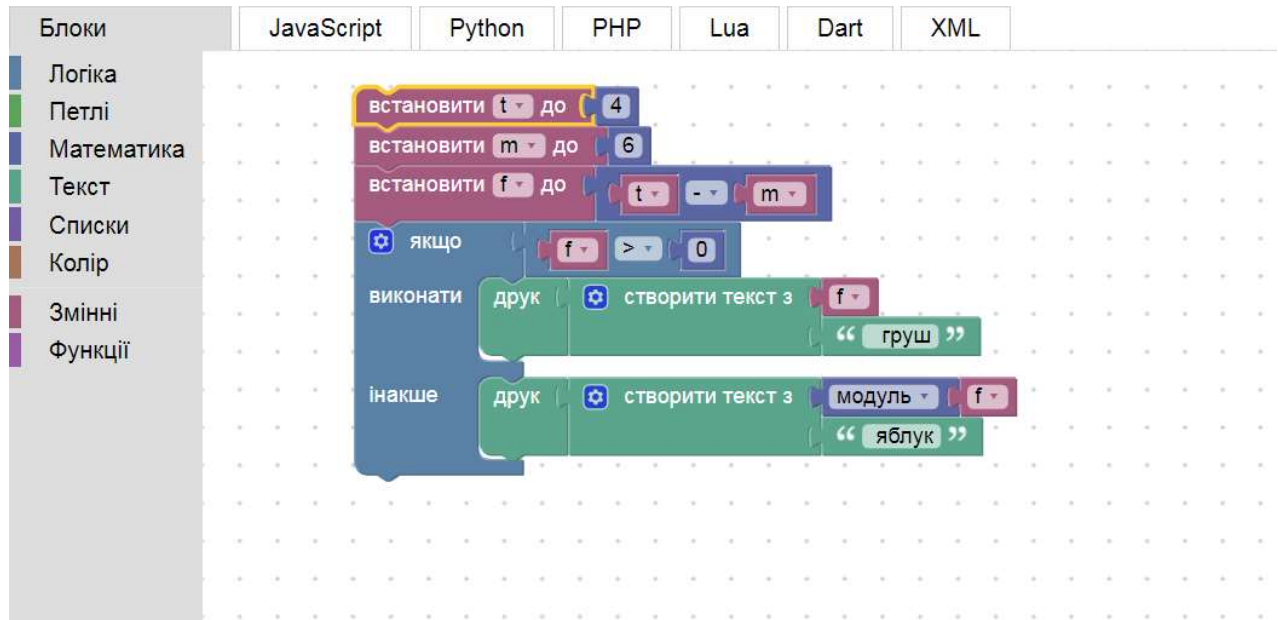 Блоки JavaScript Python PHP Lua Dart XML
Логіка
Петлі
Математика
Текст
Списки
Колір
Змінні
Функції
встановити t до 4
встановити m до 6
встановити f до t - m
якщо f > 0
виконати друк створити текст з f
“ груш ”
інакше друк створити текст з модуль f
“ яблук ”